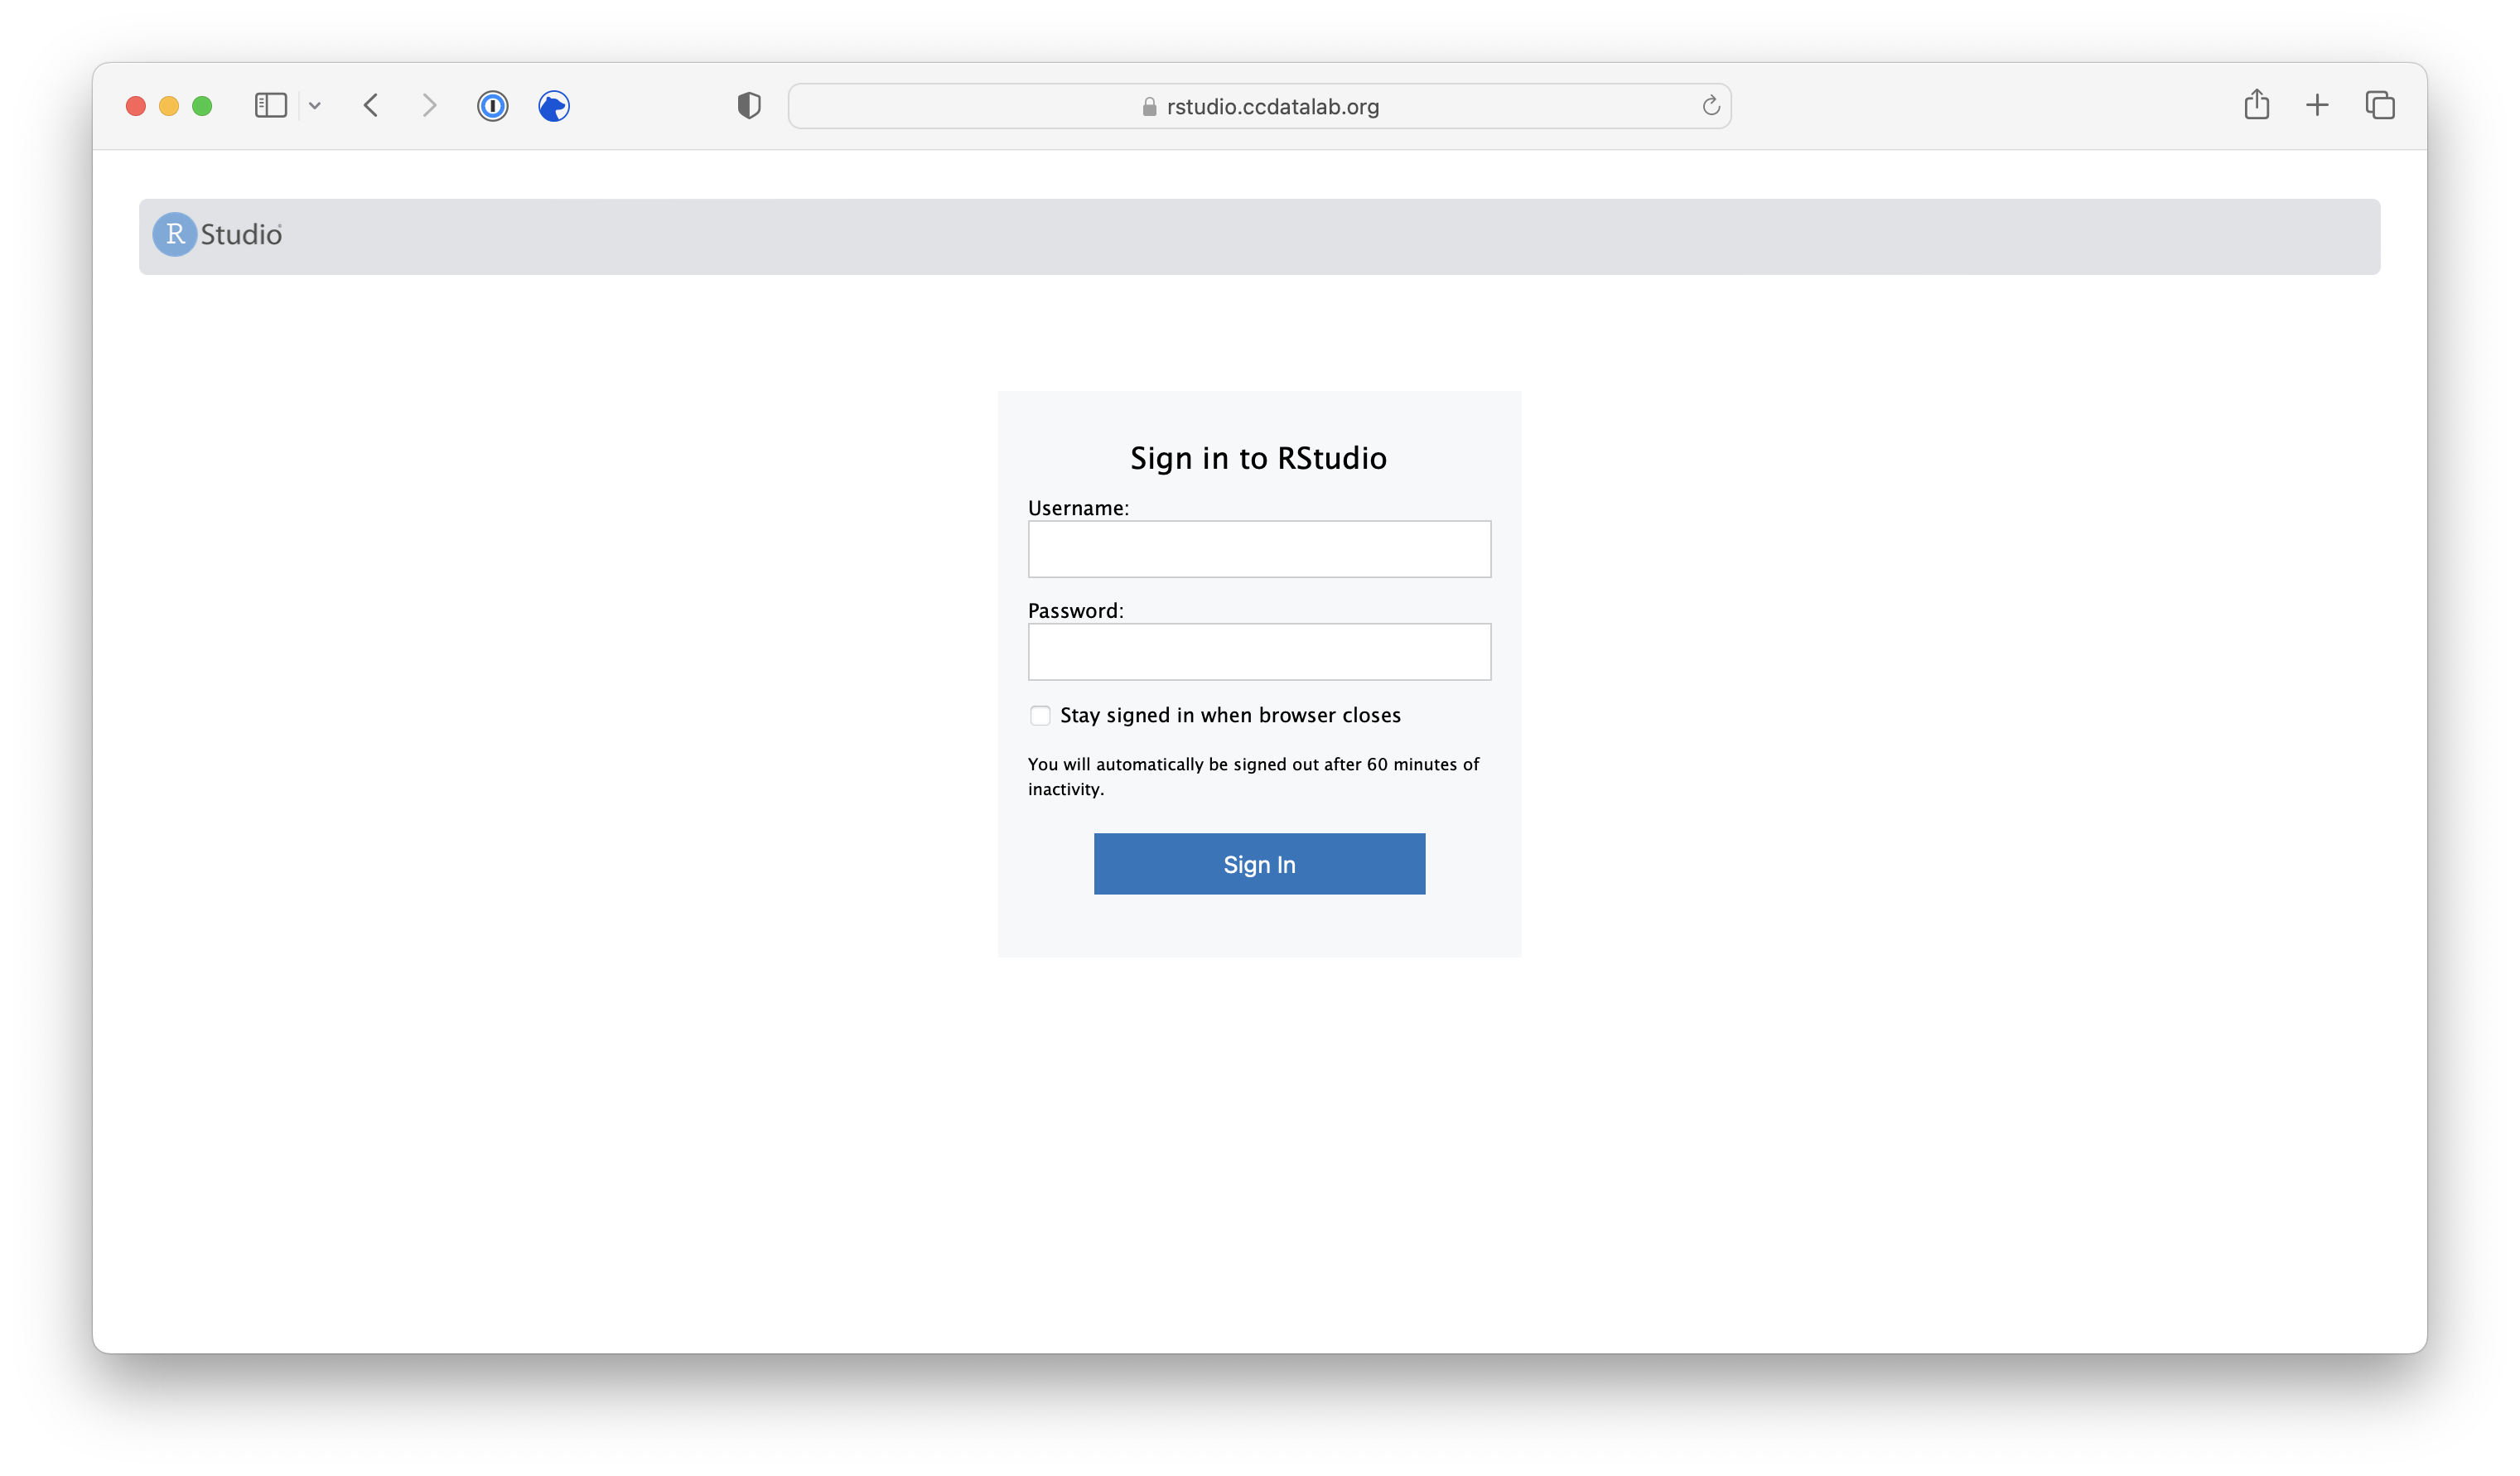 rstudio.ccdatalab.org
R Studio
Sign in to RStudio
Username:
Password:
Stay signed in when browser closes
You will automatically be signed out after 60 minutes of
inactivity.
Sign In